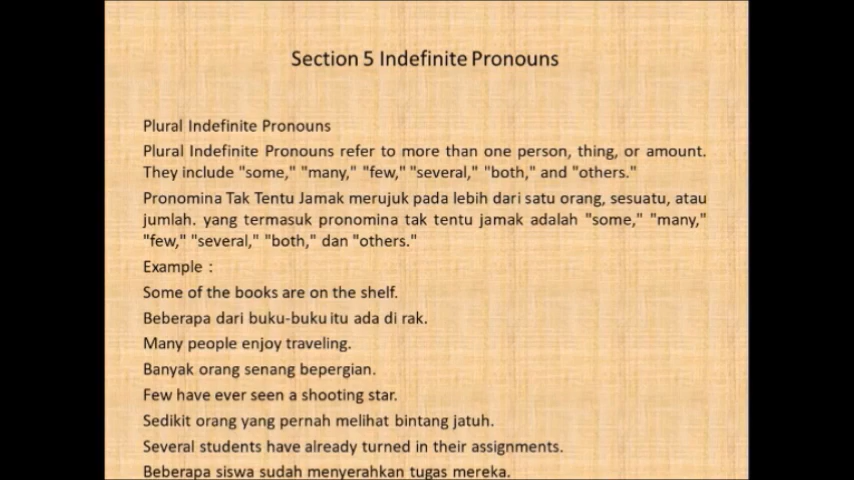 Section 5 Indefinite Pronouns
Plural Indefinite Pronouns
Plural Indefinite Pronouns refer to more than one person, thing, or amount.
They include "some," "many," "few," "several," "both," and "others."
Pronomina Tak Tentu Jamak merujuk pada lebih dari satu orang, sesuatu, atau
jumlah. yang termasuk pronomina tak tentu jamak adalah "some," "many,"
"few," "several," "both," dan "others."
Example :
Some of the books are on the shelf.
Beberapa dari buku-buku itu ada di rak.
Many people enjoy traveling.
Banyak orang senang bepergian.
Few have ever seen a shooting star.
Sedikit orang yang pernah melihat bintang jatuh.
Several students have already turned in their assignments.
Beberapa siswa sudah menyerahkan tugas mereka.